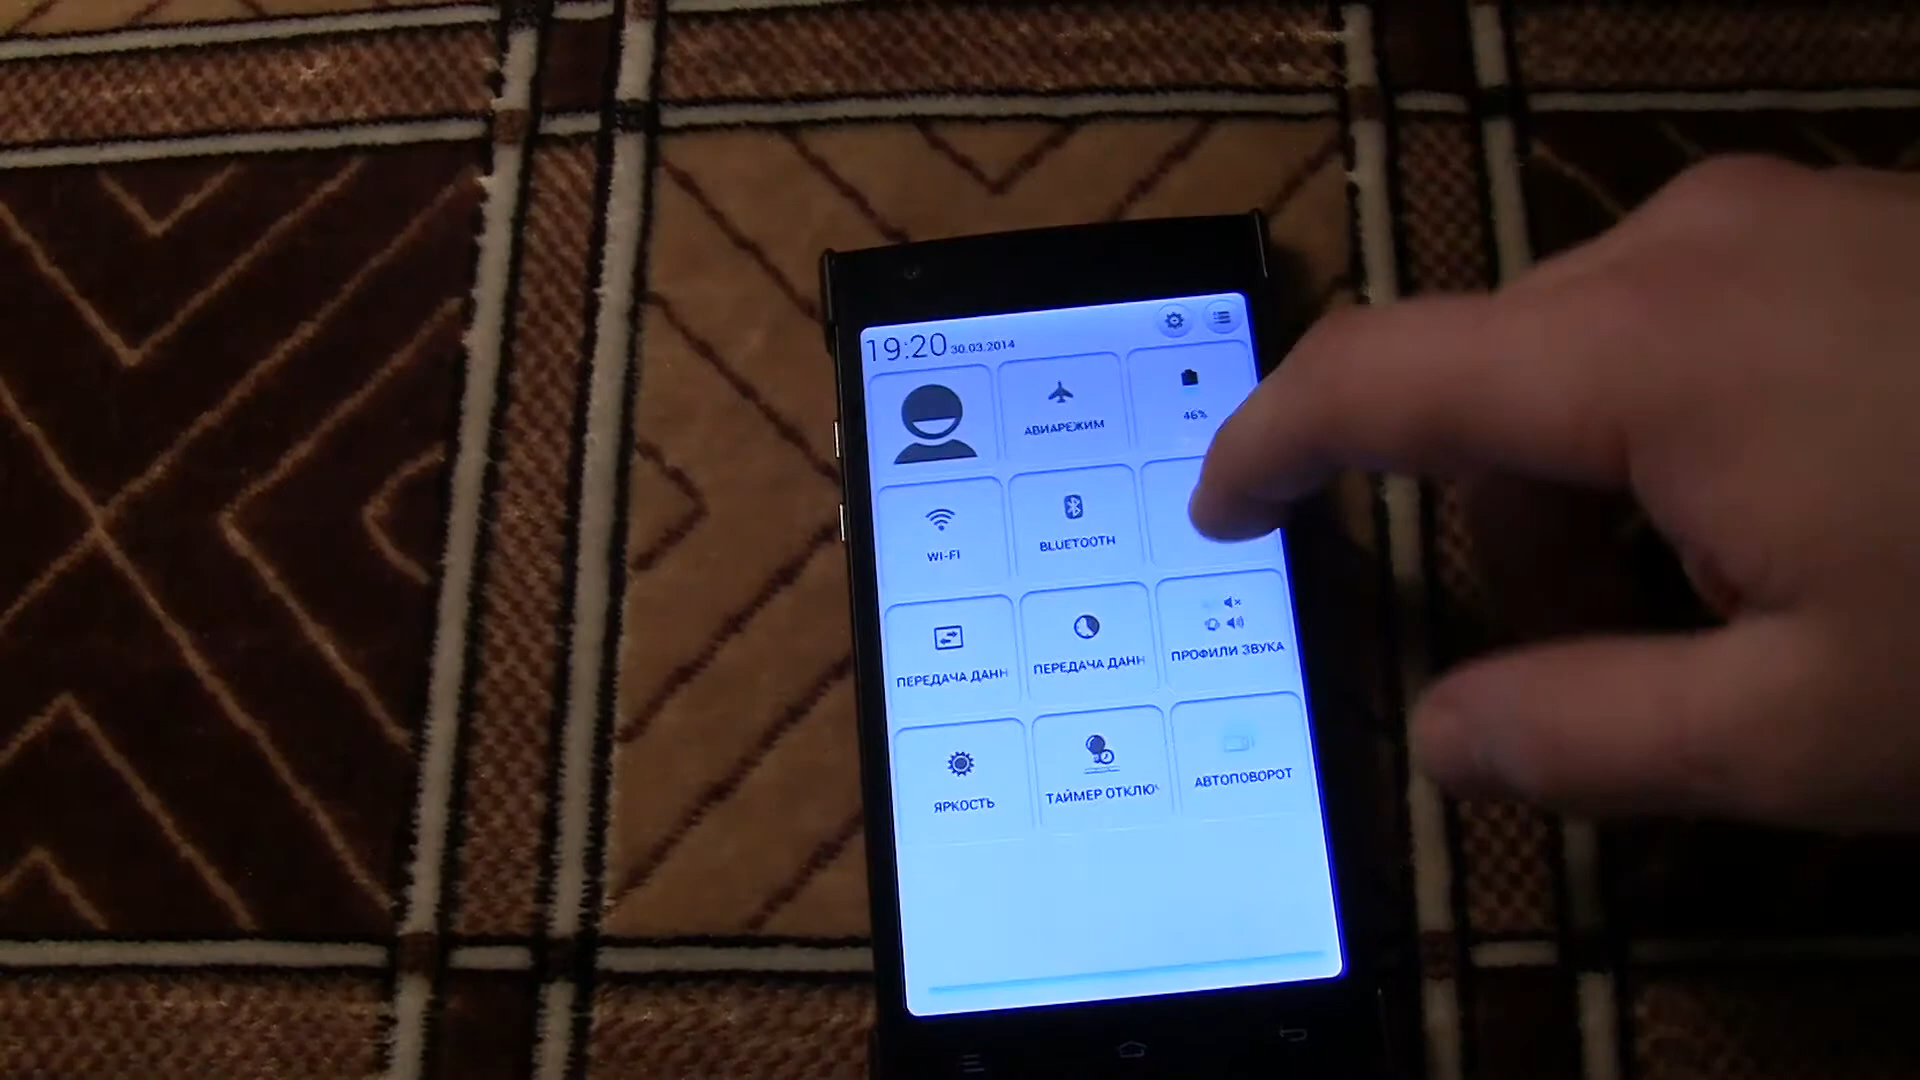 19:20 30.03.2014
АВИАРЕЖИМ
46%
WI-FI
BLUETOOTH
ПЕРЕДАЧА ДАНН
ПЕРЕДАЧА ДАНН
ПРОФИЛИ ЗВУКА
ЯРКОСТЬ
ТАЙМЕР ОТКЛЮЧ
АВТОПОВОРОТ